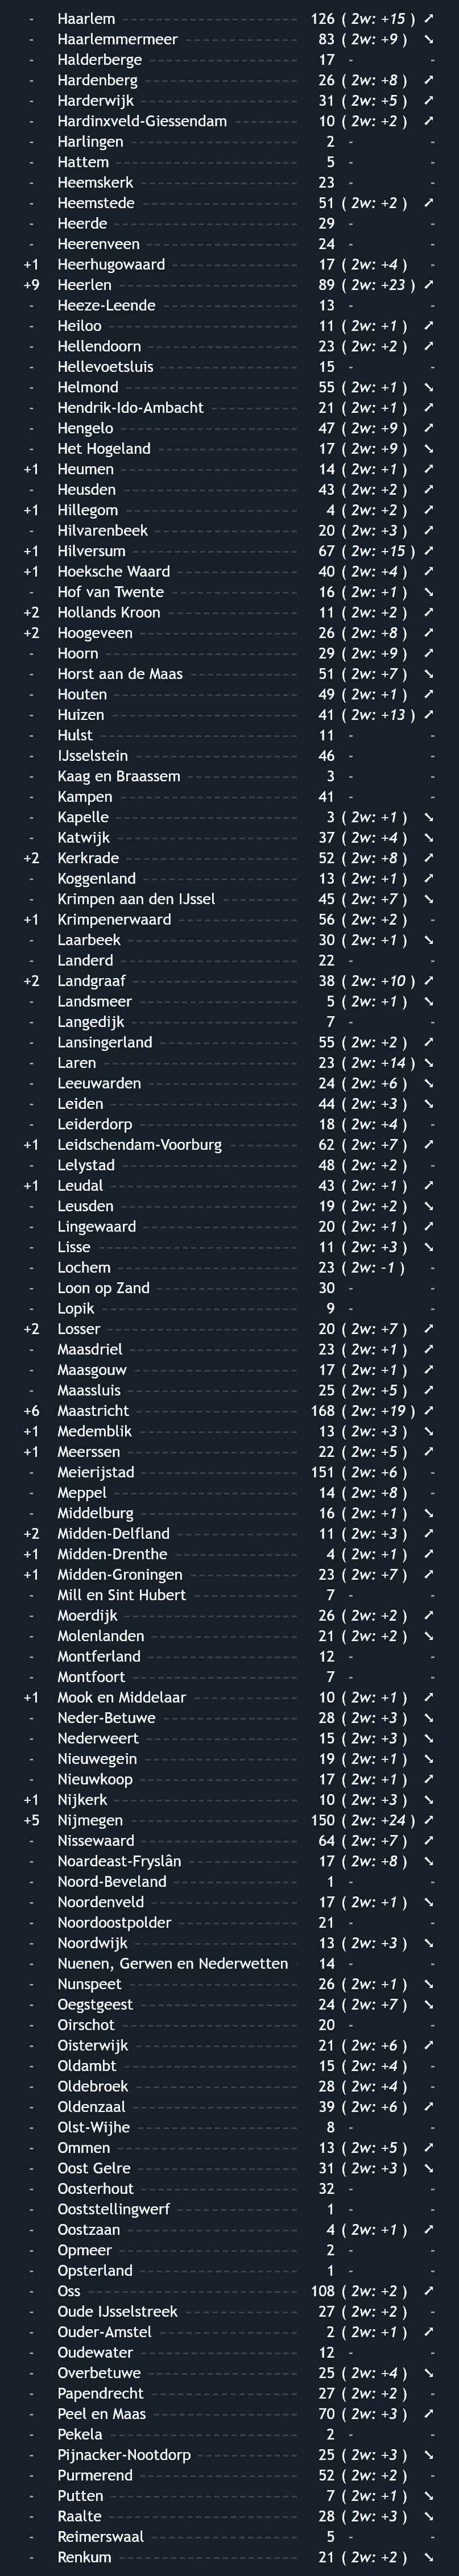 - Haarlem 126 ( 2w: +15 ) ↗
- Haarlemmermeer 83 ( 2w: +9 ) ↘
- Halderberge 17 - -
- Hardenberg 26 ( 2w: +8 ) ↗
- Harderwijk 31 ( 2w: +5 ) ↗
- Hardinxveld-Giessendam 10 ( 2w: +2 ) ↗
- Harlingen 2 - -
- Hattem 5 - -
- Heemskerk 23 - -
- Heemstede 51 ( 2w: +2 ) ↗
- Heerde 29 - -
- Heerenveen 24 - -
+1 Heerhugowaard 17 ( 2w: +4 ) -
+9 Heerlen 89 ( 2w: +23 ) ↗
- Heeze-Leende 13 - -
- Heiloo 11 ( 2w: +1 ) ↗
- Hellendoorn 23 ( 2w: +2 ) ↗
- Hellevoetsluis 15 - -
- Helmond 55 ( 2w: +1 ) ↘
- Hendrik-Ido-Ambacht 21 ( 2w: +1 ) ↗
- Hengelo 47 ( 2w: +9 ) ↗
- Het Hogeland 17 ( 2w: +9 ) ↘
+1 Heumen 14 ( 2w: +1 ) ↗
- Heusden 43 ( 2w: +2 ) ↗
+1 Hillegom 4 ( 2w: +2 ) ↗
- Hilvarenbeek 20 ( 2w: +3 ) ↗
+1 Hilversum 67 ( 2w: +15 ) ↗
+1 Hoeksche Waard 40 ( 2w: +4 ) ↗
- Hof van Twente 16 ( 2w: +1 ) ↘
+2 Hollands Kroon 11 ( 2w: +2 ) ↗
+2 Hoogeveen 26 ( 2w: +8 ) ↗
- Hoorn 29 ( 2w: +9 ) ↗
- Horst aan de Maas 51 ( 2w: +7 ) ↘
- Houten 49 ( 2w: +1 ) ↗
- Huizen 41 ( 2w: +13 ) ↗
- Hulst 11 - -
- IJsselstein 46 - -
- Kaag en Braassem 3 - -
- Kampen 41 - -
- Kapelle 3 ( 2w: +1 ) ↘
- Katwijk 37 ( 2w: +4 ) ↘
+2 Kerkrade 52 ( 2w: +8 ) ↗
- Koggenland 13 ( 2w: +1 ) ↗
- Krimpen aan den IJssel 45 ( 2w: +7 ) ↘
+1 Krimpenerwaard 56 ( 2w: +2 ) -
- Laarbeek 30 ( 2w: +1 ) ↘
- Landerd 22 - -
+2 Landgraaf 38 ( 2w: +10 ) ↗
- Landsmeer 5 ( 2w: +1 ) ↘
- Langedijk 7 - -
- Lansingerland 55 ( 2w: +2 ) ↗
- Laren 23 ( 2w: +14 ) ↘
- Leeuwarden 24 ( 2w: +6 ) ↘
- Leiden 44 ( 2w: +3 ) ↘
- Leiderdorp 18 ( 2w: +4 ) -
+1 Leidschendam-Voorburg 62 ( 2w: +7 ) ↗
- Lelystad 48 ( 2w: +2 ) -
+1 Leudal 43 ( 2w: +1 ) ↗
- Leusden 19 ( 2w: +2 ) ↘
- Lingewaard 20 ( 2w: +1 ) ↗
- Lisse 11 ( 2w: +3 ) ↘
- Lochem 23 ( 2w: -1 ) -
- Loon op Zand 30 - -
- Lopik 9 - -
+2 Losser 20 ( 2w: +7 ) ↗
- Maasdriel 23 ( 2w: +1 ) ↗
- Maasgouw 17 ( 2w: +1 ) ↗
- Maassluis 25 ( 2w: +5 ) ↗
+6 Maastricht 168 ( 2w: +19 ) ↗
+1 Medemblik 13 ( 2w: +3 ) ↘
+1 Meerssen 22 ( 2w: +5 ) ↗
- Meierijstad 151 ( 2w: +6 ) -
- Meppel 14 ( 2w: +8 ) -
- Middelburg 16 ( 2w: +1 ) ↘
+2 Midden-Delfland 11 ( 2w: +3 ) ↗
+1 Midden-Drenthe 4 ( 2w: +1 ) ↗
+1 Midden-Groningen 23 ( 2w: +7 ) ↗
- Mill en Sint Hubert 7 - -
- Moerdijk 26 ( 2w: +2 ) ↗
- Molenlanden 21 ( 2w: +2 ) ↘
- Montferland 12 - -
- Montfoort 7 - -
+1 Mook en Middelaar 10 ( 2w: +1 ) ↗
- Neder-Betuwe 28 ( 2w: +3 ) ↘
- Nederweert 15 ( 2w: +3 ) ↘
- Nieuwegein 19 ( 2w: +1 ) ↘
- Nieuwkoop 17 ( 2w: +1 ) ↗
+1 Nijkerk 10 ( 2w: +3 ) ↘
+5 Nijmegen 150 ( 2w: +24 ) ↗
- Nissewaard 64 ( 2w: +7 ) ↗
- Noardeast-Fryslân 17 ( 2w: +8 ) ↘
- Noord-Beveland 1 - -
- Noordenveld 17 ( 2w: +1 ) ↘
- Noordoostpolder 21 - -
- Noordwijk 13 ( 2w: +3 ) ↘
- Nuenen, Gerwen en Nederwetten 14 - -
- Nunspeet 26 ( 2w: +1 ) ↘
- Oegstgeest 24 ( 2w: +7 ) ↘
- Oirschot 20 - -
- Oisterwijk 21 ( 2w: +6 ) ↗
- Oldambt 15 ( 2w: +4 ) -
- Oldebroek 28 ( 2w: +4 ) -
- Oldenzaal 39 ( 2w: +6 ) ↗
- Olst-Wijhe 8 - -
- Ommen 13 ( 2w: +5 ) ↗
- Oost Gelre 31 ( 2w: +3 ) ↘
- Oosterhout 32 - -
- Ooststellingwerf 1 - -
- Oostzaan 4 ( 2w: +1 ) ↗
- Opmeer 2 - -
- Opsterland 1 - -
- Oss 108 ( 2w: +2 ) ↗
- Oude IJsselstreek 27 ( 2w: +2 ) -
- Ouder-Amstel 2 ( 2w: +1 ) ↗
- Oudewater 12 - -
- Overbetuwe 25 ( 2w: +4 ) ↘
- Papendrecht 27 ( 2w: +2 ) -
- Peel en Maas 70 ( 2w: +3 ) ↗
- Pekela 2 - -
- Pijnacker-Nootdorp 25 ( 2w: +3 ) ↘
- Purmerend 52 ( 2w: +2 ) -
- Putten 7 ( 2w: +1 ) ↘
- Raalte 28 ( 2w: +3 ) ↘
- Reimerswaal 5 - -
- Renkum 21 ( 2w: +2 ) ↘